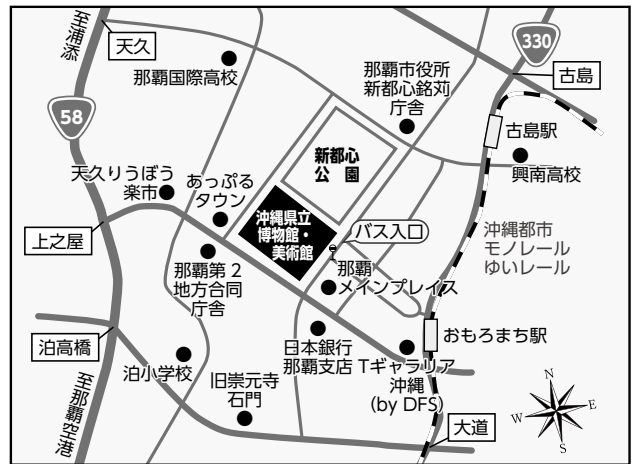 至浦添
天久
那覇国際高校
330
古島
那覇市役所
新都心銘苅
庁舎
58
古島駅
興南高校
新都心
公園
天久りうぼう
楽市
あっぷる
タウン
沖縄県立
博物館・
美術館
バス入口
沖縄都市
モノレール
ゆいレール
上之屋
那覇第2
地方合同
庁舎
那覇
メインプレイス
泊高橋
おもろまち駅
日本銀行
那覇支店
Tギャラリア
沖縄
(by DFS)
泊小学校
旧崇元寺
石門
至那覇空港
大道
N
W
E
S